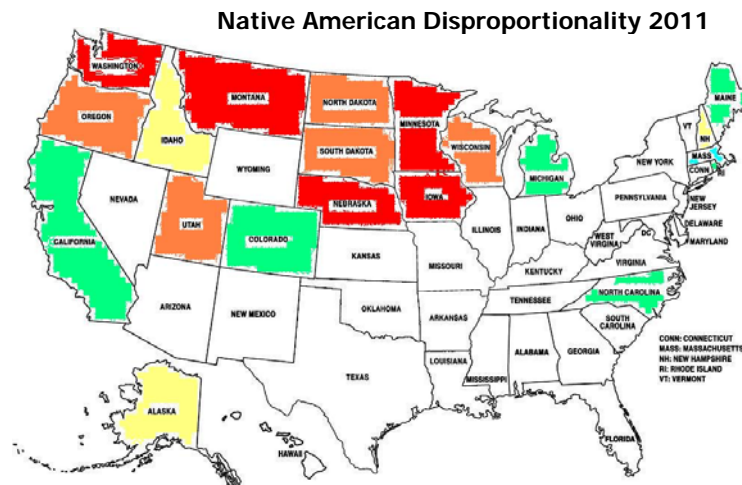 Native American Disproportionality 2011
WASHINGTON
MONTANA
NORTH DAKOTA
MINNESOTA
MAINE
OREGON
IDAHO
SOUTH DAKOTA
WISCONSIN
VT
NH
WYOMING
MICHIGAN
NEW YORK
MASS
CONN
RI
NEVADA
NEBRASKA
IOWA
PENNSYLVANIA
NEW
JERSEY
UTAH
COLORADO
ILLINOIS
INDIANA
OHIO
DELAWARE
MARYLAND
DC
WEST
VIRGINIA
CALIFORNIA
KANSAS
MISSOURI
KENTUCKY
VIRGINIA
ARIZONA
NEW MEXICO
OKLAHOMA
ARKANSAS
TENNESSEE
NORTH CAROLINA
SOUTH
CAROLINA
TEXAS
LOUISIANA
MISSISSIPPI
ALABAMA
GEORGIA
FLORIDA
ALASKA
HAWAII
CONN: CONNECTICUT
MASS: MASSACHUSETTS
NH: NEW HAMPSHIRE
RI: RHODE ISLAND
VT: VERMONT